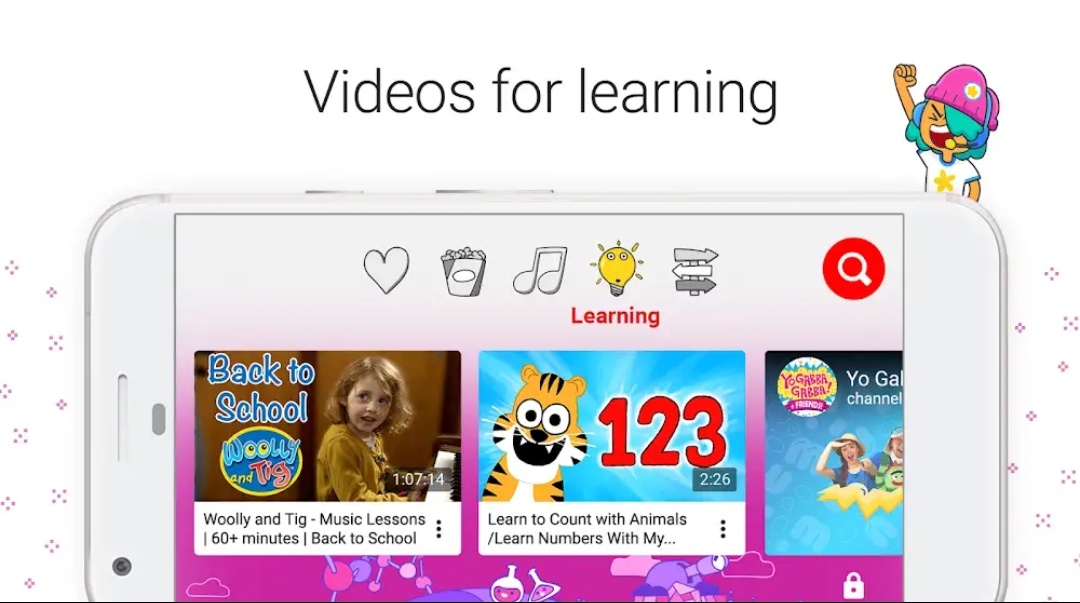 Videos for learning
Learning
Back to
School
Woolly
and Tig
1:07:14
123
2:26
YO GABBA
GABBA!
FRIENDS!
Yo Gal
channel
Woolly and Tig - Music Lessons
| 60+ minutes | Back to School
Learn to Count with Animals
/Learn Numbers With My...